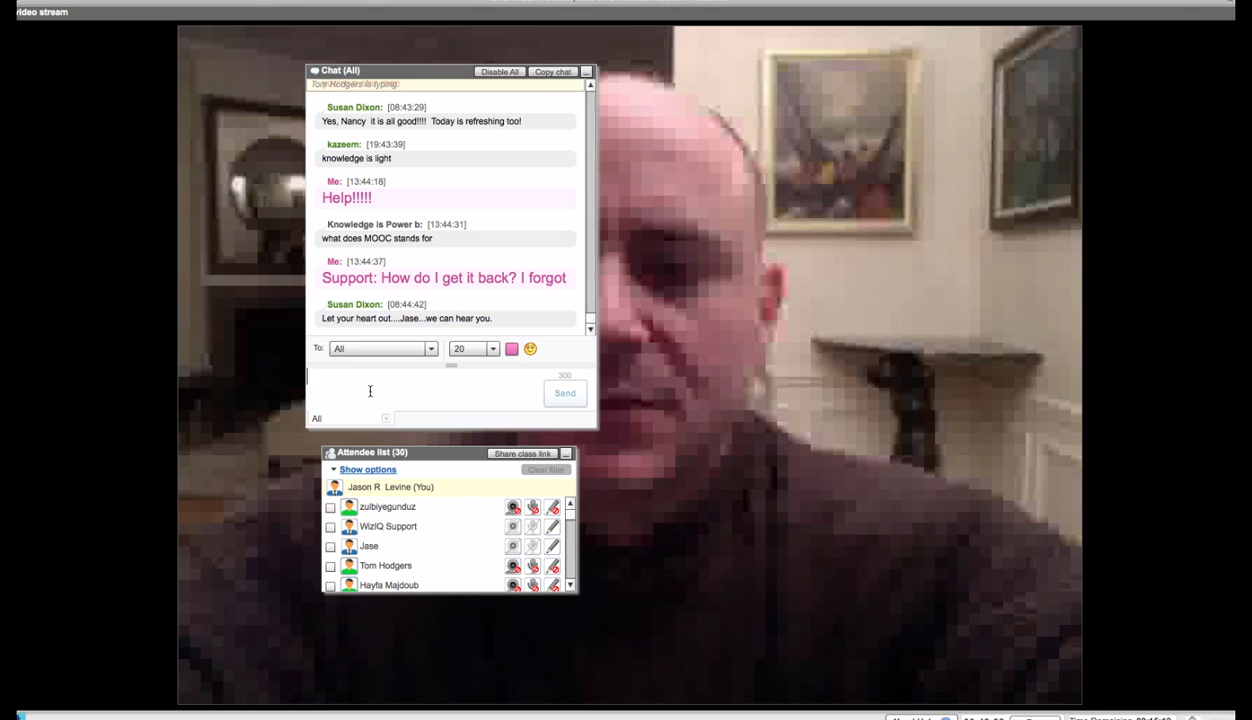 video stream
Chat (All)
Disable All
Copy chat
Tom Hodgers is typing.
Susan Dixon: [08:43:29]
Yes, Nancy it is all good!!!! Today is refreshing too!
kazeem: [19:43:39]
knowledge is light
Me: [13:44:18]
Help!!!!!
Knowledge is Power b: [13:44:31]
what does MOOC stands for
Me: [13:44:37]
Support: How do I get it back? I forgot
Susan Dixon: [08:44:42]
Let your heart out....Jase...we can hear you.
To: All 20
300
Send
All
Attendee list (30)
Share class link
Show options
Clear filter
Jason R Levine (You)
zulbiyegunduz
WizIQ Support
Jase
Tom Hodgers
Hayfa Majdoub